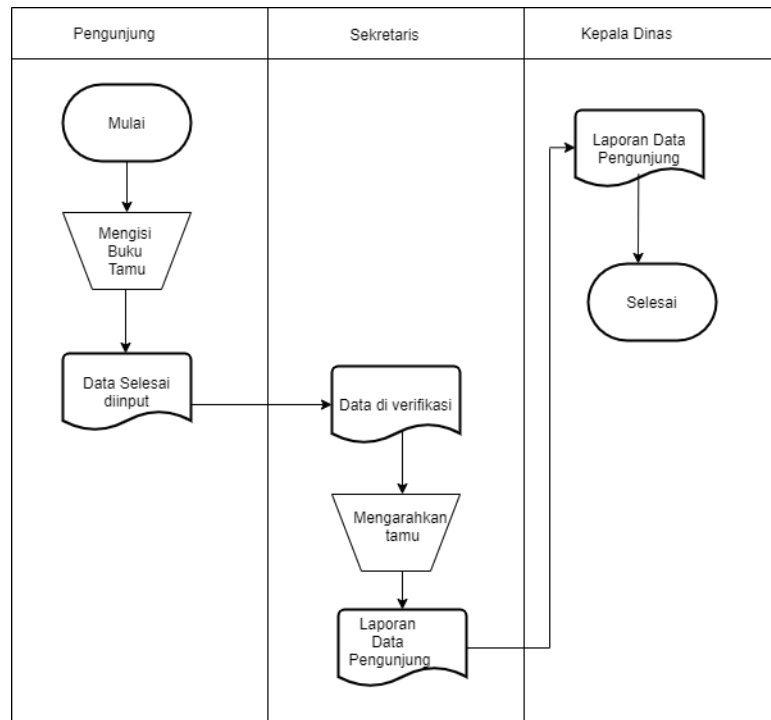 Pengunjung
Sekretaris
Kepala Dinas
Mulai
Mengisi
Buku
Tamu
Data Selesai
diinput
Data di verifikasi
Mengarahkan
tamu
Laporan
Data
Pengunjung
Laporan Data
Pengunjung
Selesai